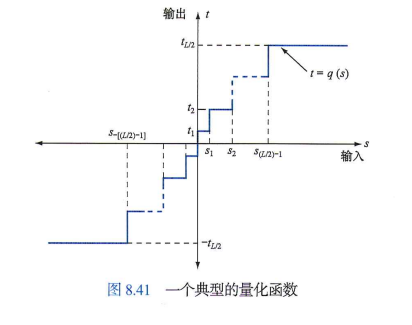 输出 t
t_{L/2}
t = q (s)
t_2
s_{-[(L/2)-1]}
t_1
s
s_1 s_2 s_{(L/2)-1}
输入
-t_{L/2}
图 8.41 一个典型的量化函数